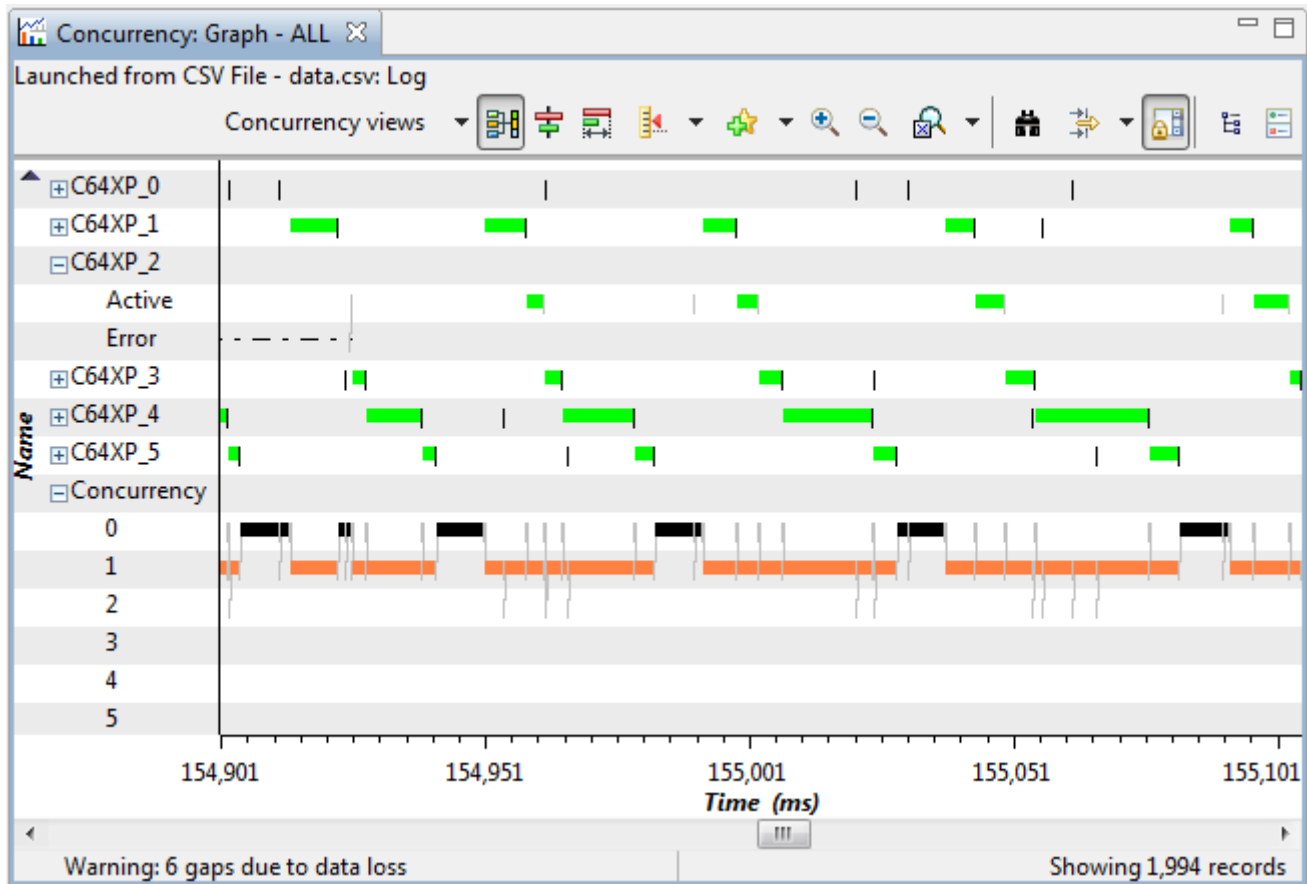 Concurrency: Graph - ALL
Launched from CSV File - data.csv: Log
Concurrency views
C64XP_0
C64XP_1
C64XP_2
Active
Error
C64XP_3
C64XP_4
C64XP_5
Concurrency
0
1
2
3
4
5
Name
154,901 154,951 155,001 155,051 155,101
Time (ms)
Warning: 6 gaps due to data loss Showing 1,994 records